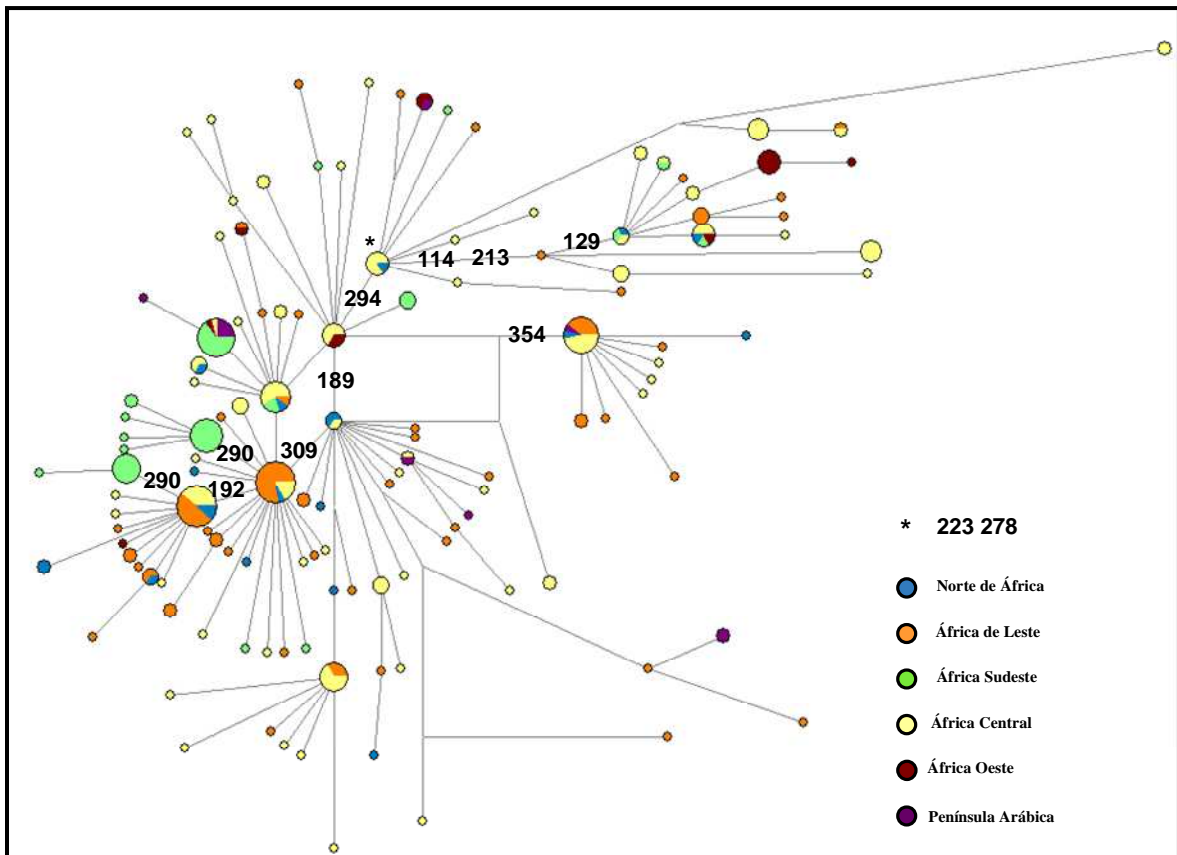 *
114 213
129
294
354
189
290
309
290
192
* 223 278
Norte de África
África de Leste
África Sudeste
África Central
África Oeste
Península Arábica